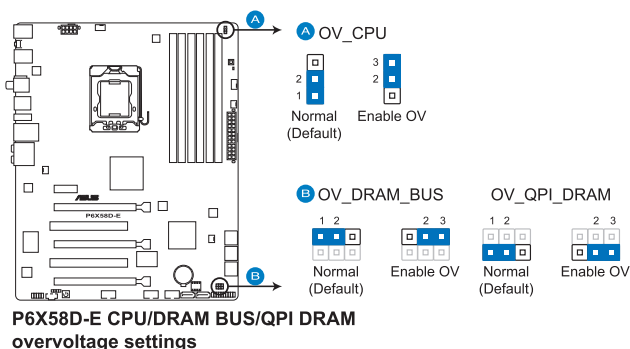 A
A OV_CPU
3
2 2
1
Normal Enable OV
(Default)
B OV_DRAM_BUS OV_QPI_DRAM
1 2 2 3 1 2 2 3
Normal Enable OV Normal Enable OV
(Default) (Default)
ASUS
P6X58D-E
B
P6X58D-E CPU/DRAM BUS/QPI DRAM
overvoltage settings